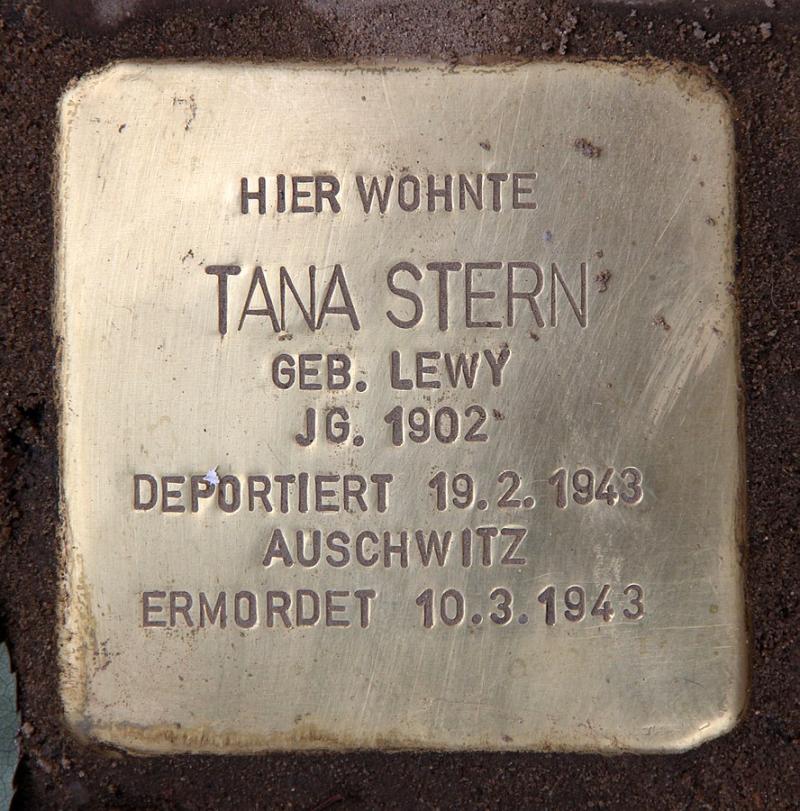 HIER WOHNTE
TANA STERN
GEB. LEWY
JG. 1902
DEPORTIERT 19.2.1943
AUSCHWITZ
ERMORDET 10.3.1943